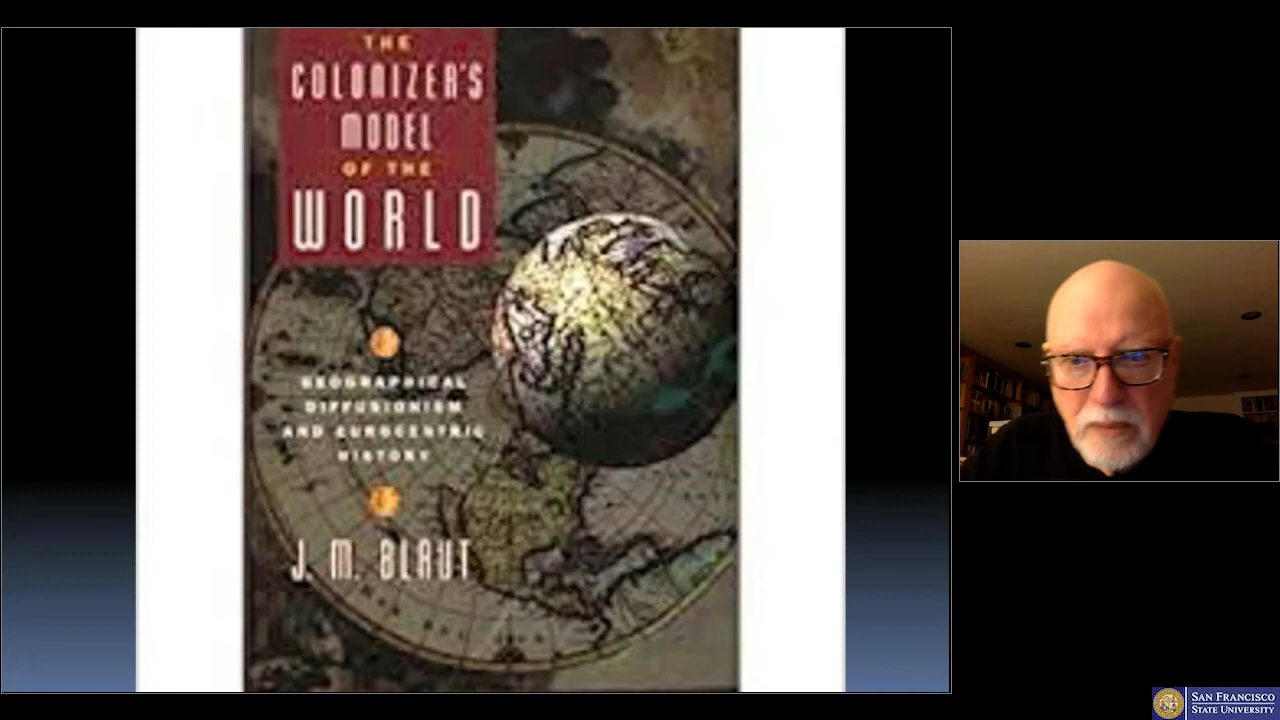 THE
COLONIZER'S
MODEL
OF THE
WORLD
GEOGRAPHICAL
DIFFUSIONISM
AND EUROCENTRIC
HISTORY
J. M. BLAUT
SAN FRANCISCO
STATE UNIVERSITY